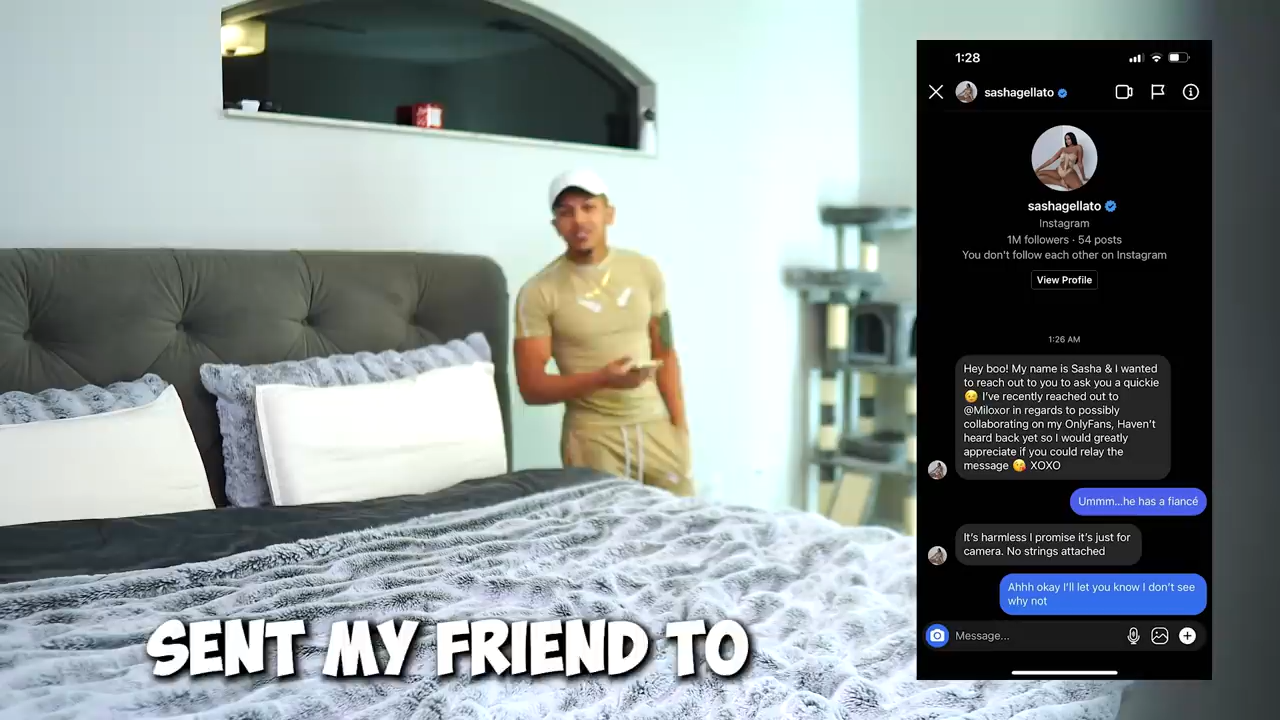 SENT MY FRIEND TO
1:28
sashagellato
sashagellato
Instagram
1M followers · 54 posts
You don't follow each other on Instagram
View Profile
1:26 AM
Hey boo! My name is Sasha & I wanted
to reach out to you to ask you a quickie
😉 I've recently reached out to
@Miloxor in regards to possibly
collaborating on my OnlyFans, Haven't
heard back yet so I would greatly
appreciate if you could relay the
message 😘 XOXO
Ummm...he has a fiancé
It's harmless I promise it's just for
camera. No strings attached
Ahhh okay I'll let you know I don't see
why not
Message...